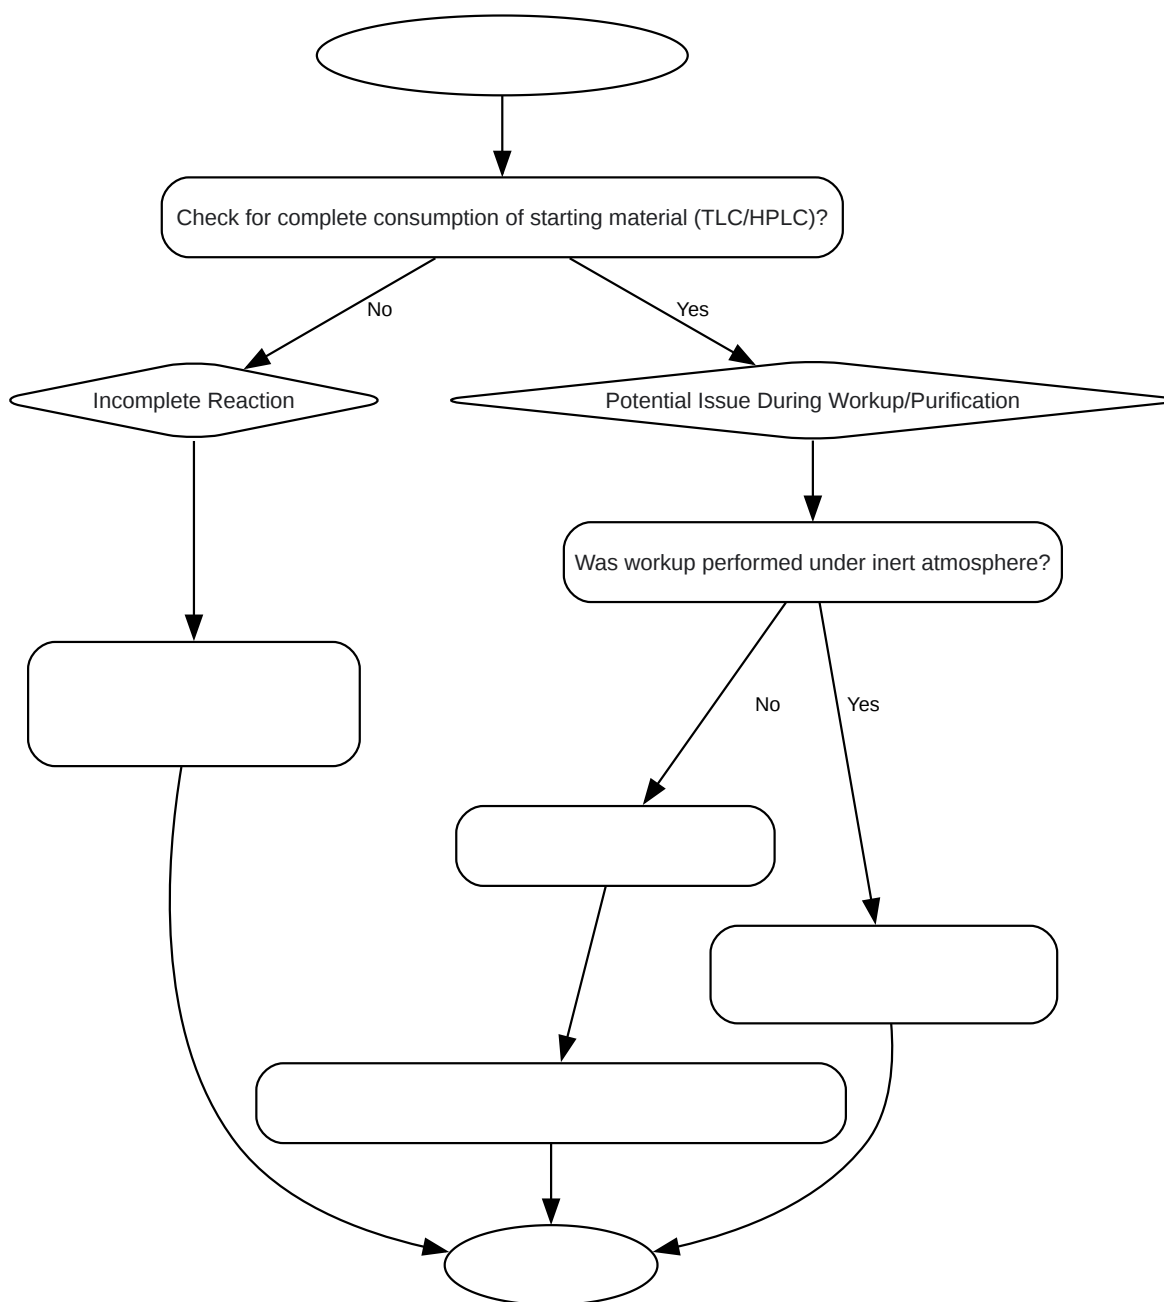 Check for complete consumption of starting material (TLC/HPLC)?
No
Yes
Incomplete Reaction
Potential Issue During Workup/Purification
Was workup performed under inert atmosphere?
No
Yes